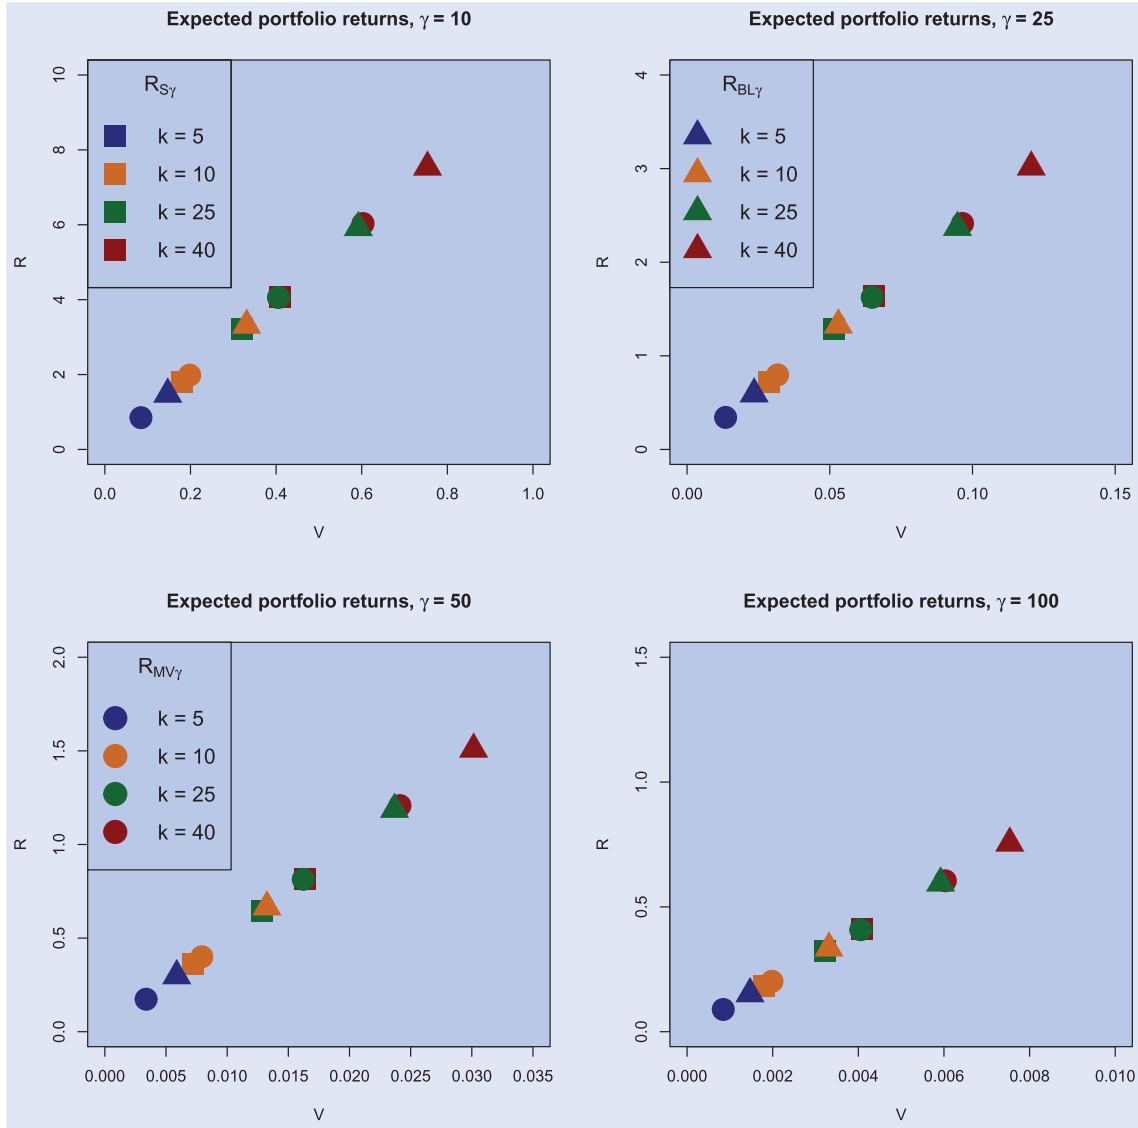 Expected portfolio returns, γ = 10
R
10
8
6
4
2
0
R_Sγ
k = 5
k = 10
k = 25
k = 40
0.0 0.2 0.4 0.6 0.8 1.0
V
Expected portfolio returns, γ = 25
R
4
3
2
1
0
R_BLγ
k = 5
k = 10
k = 25
k = 40
0.00 0.05 0.10 0.15
V
Expected portfolio returns, γ = 50
R
2.0
1.5
1.0
0.5
0.0
R_MVγ
k = 5
k = 10
k = 25
k = 40
0.000 0.005 0.010 0.015 0.020 0.025 0.030 0.035
V
Expected portfolio returns, γ = 100
R
1.5
1.0
0.5
0.0
0.000 0.002 0.004 0.006 0.008 0.010
V